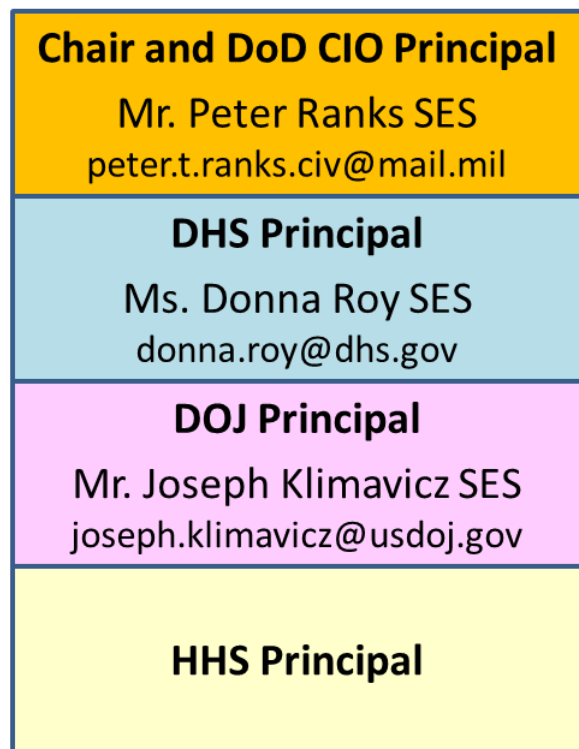 Chair and DoD CIO Principal
Mr. Peter Ranks SES
peter.t.ranks.civ@mail.mil
DHS Principal
Ms. Donna Roy SES
donna.roy@dhs.gov
DOJ Principal
Mr. Joseph Klimavicz SES
joseph.klimavicz@usdoj.gov
HHS Principal